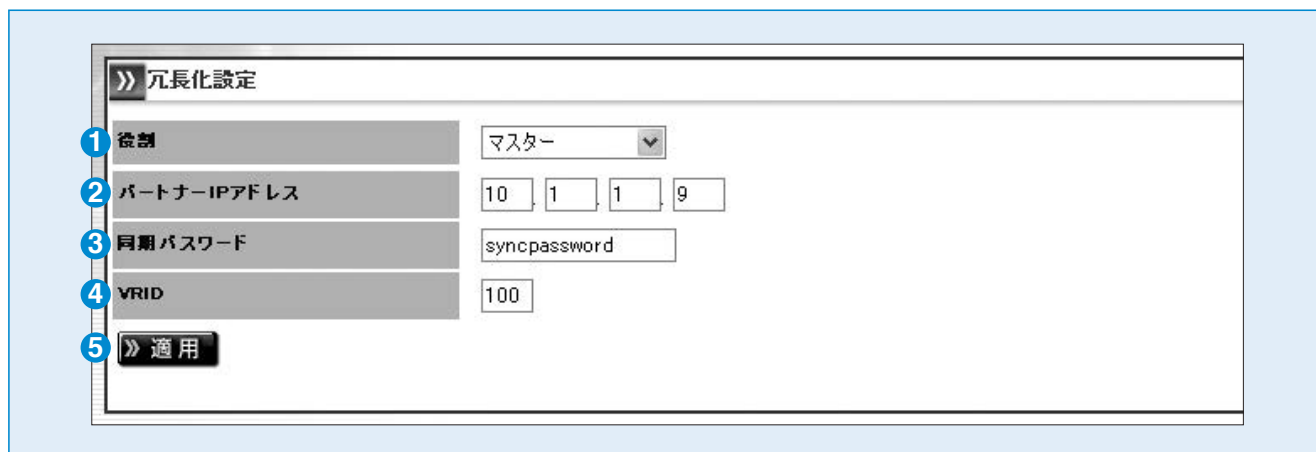 》 冗長化設定
1 役割 マスター
2 パートナーIPアドレス 10 . 1 . 1 . 9
3 同期パスワード syncpassword
4 VRID 100
5 》 適用